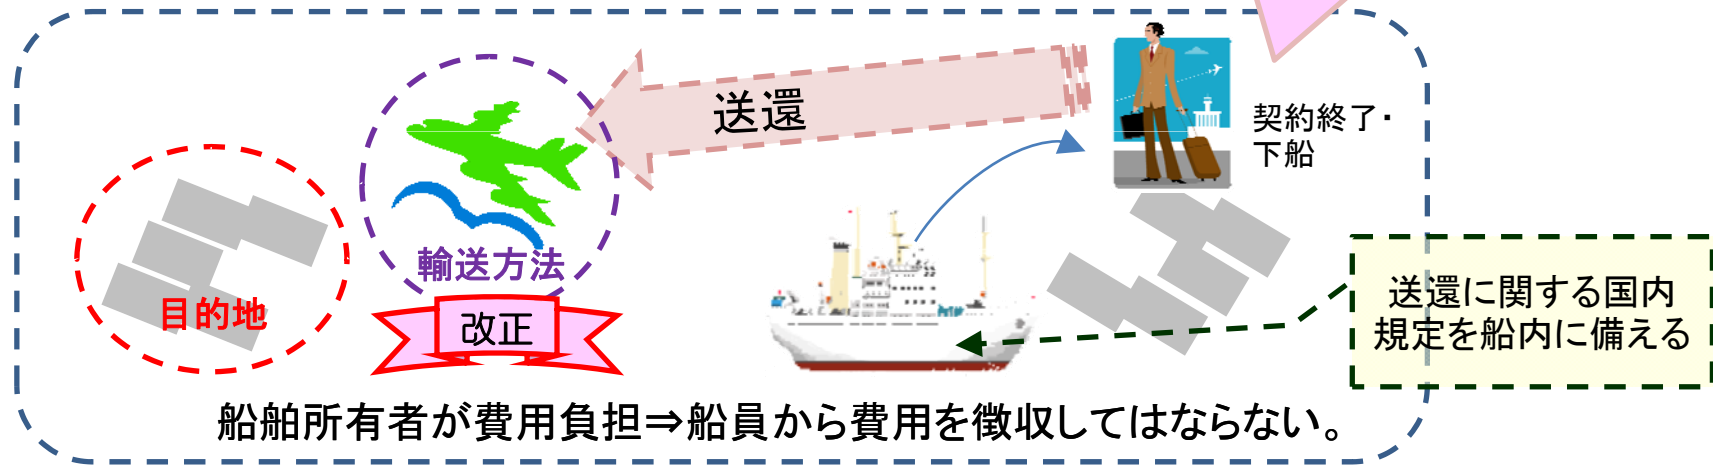 送還
契約終了・
下船
輸送方法
目的地
改正
送還に関する国内
規定を船内に備える
船舶所有者が費用負担⇒船員から費用を徴収してはならない。